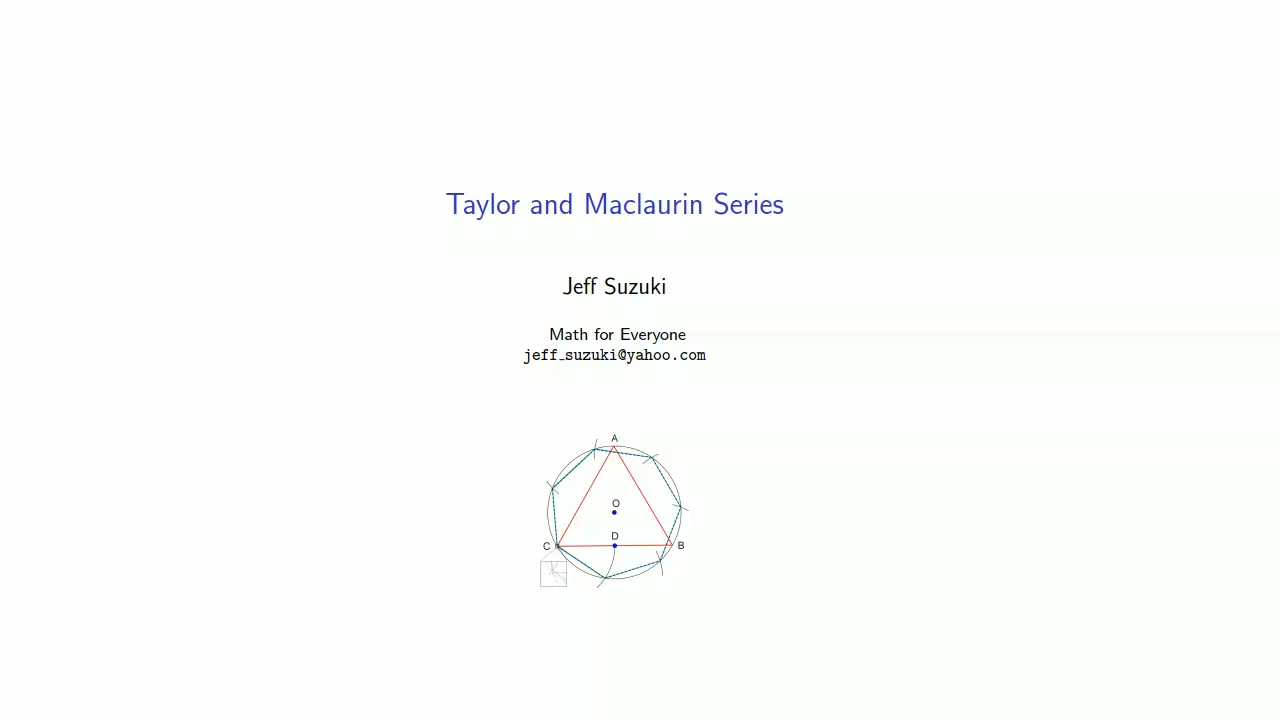 Taylor and Maclaurin Series
Jeff Suzuki
Math for Everyone
jeff_suzuki@yahoo.com
A
O
D
C
B